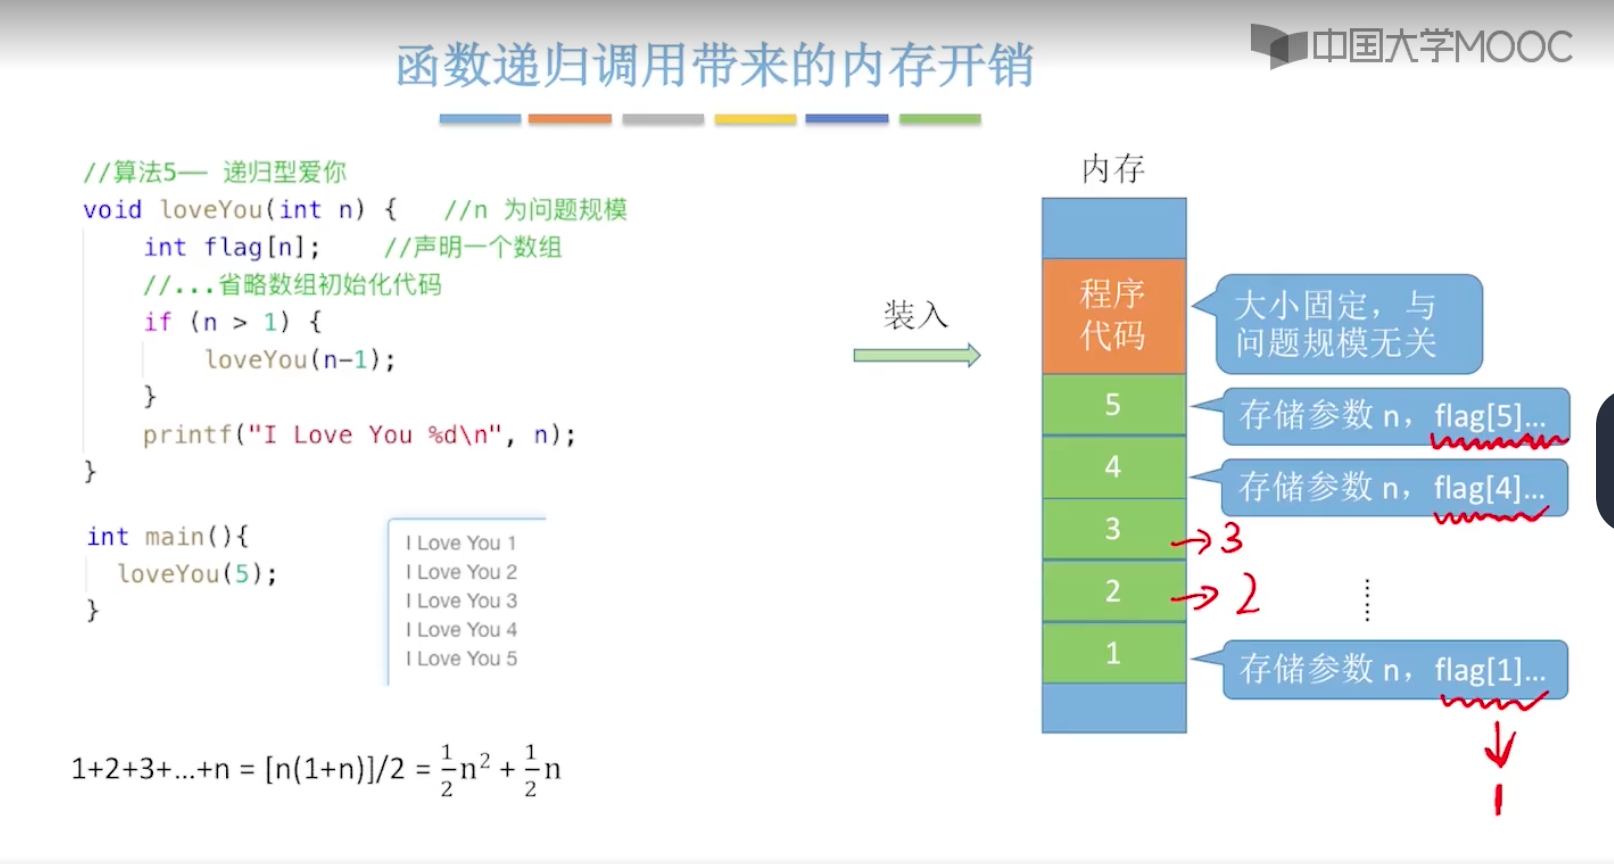 中国大学MOOC
函数递归调用带来的内存开销
//算法5—— 递归型爱你
void loveYou(int n) {   //n 为问题规模
    int flag[n];    //声明一个数组
    //...省略数组初始化代码
    if (n > 1) {
        loveYou(n-1);
    }
    printf("I Love You %d\n", n);
}
int main(){
  loveYou(5);
}
I Love You 1
I Love You 2
I Love You 3
I Love You 4
I Love You 5
1+2+3+...+n = [n(1+n)]/2 = 1/2 n² + 1/2 n
装入
内存
程序
代码
大小固定，与
问题规模无关
5
存储参数 n，flag[5]...
4
存储参数 n，flag[4]...
3
→3
2
→2
1
存储参数 n，flag[1]...
1